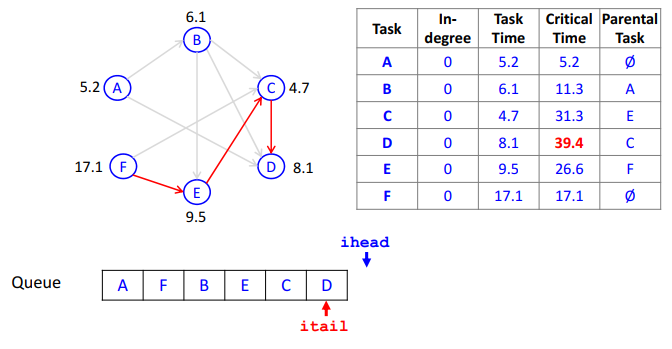 6.1
B
5.2 A
C 4.7
17.1 F
D 8.1
E
9.5
Task In-degree Task Time Critical Time Parental Task
A 0 5.2 5.2 Ø
B 0 6.1 11.3 A
C 0 4.7 31.3 E
D 0 8.1 39.4 C
E 0 9.5 26.6 F
F 0 17.1 17.1 Ø
ihead
Queue A F B E C D
itail